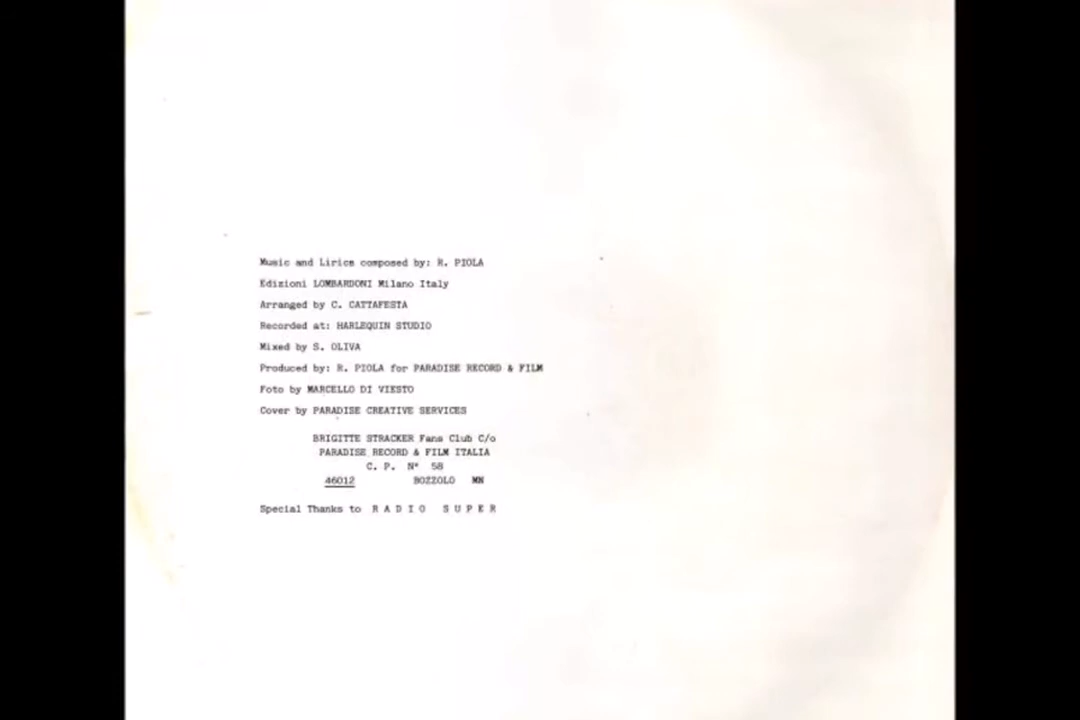 Music and Lirics composed by: R. PIOLA
Edizioni LOMBARDONI Milano Italy
Arranged by C. CATTAFESTA
Recorded at: HARLEQUIN STUDIO
Mixed by S. OLIVA
Produced by: R. PIOLA for PARADISE RECORD & FILM
Foto by MARCELLO DI VIESTO
Cover by PARADISE CREATIVE SERVICES
BRIGITTE STRACKER Fans Club C/o
PARADISE RECORD & FILM ITALIA
C. P. N° 58
46012 BOZZOLO MN
Special Thanks to R A D I O S U P E R